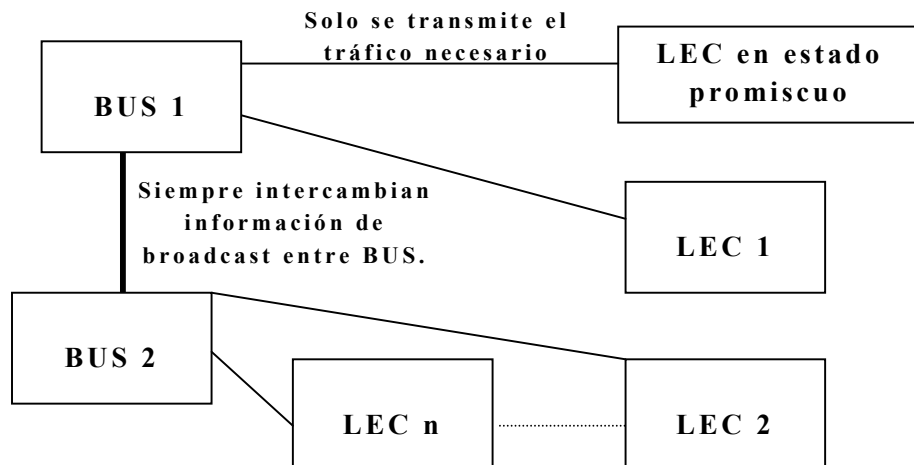 Solo se transmite el
tráfico necesario
LEC en estado
promiscuo
BUS 1
Siempre intercambian
información de
broadcast entre BUS.
LEC 1
BUS 2
LEC n
LEC 2